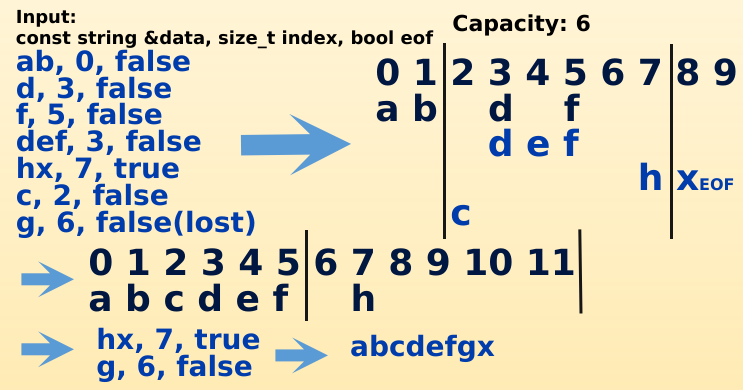 Input:
const string &data, size_t index, bool eof
Capacity: 6
ab, 0, false
d, 3, false
f, 5, false
def, 3, false
hx, 7, true
c, 2, false
g, 6, false(lost)
0 1 2 3 4 5 6 7 8 9
a b d f
d e f
h xEOF
c
0 1 2 3 4 5 6 7 8 9 10 11
a b c d e f h
hx, 7, true
g, 6, false
abcdefgx